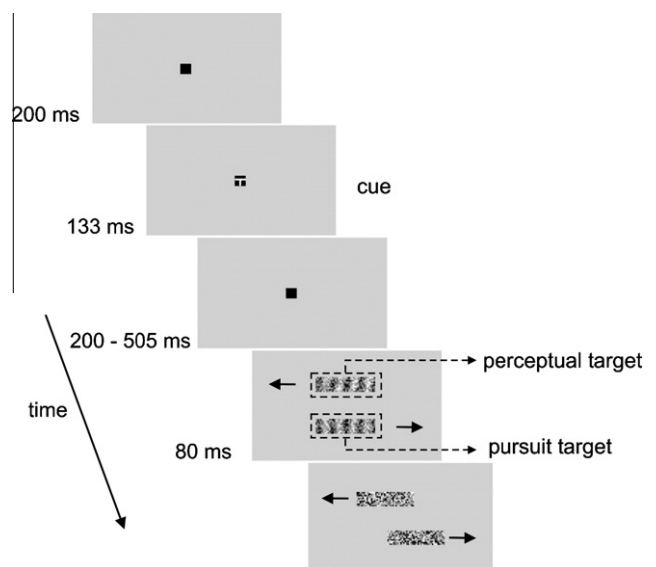 200 ms
cue
133 ms
200 - 505 ms
perceptual target
time
80 ms
pursuit target